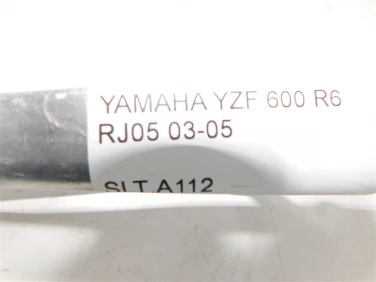 YAMAHA YZF 600 R6
RJ05 03-05
SLT A112